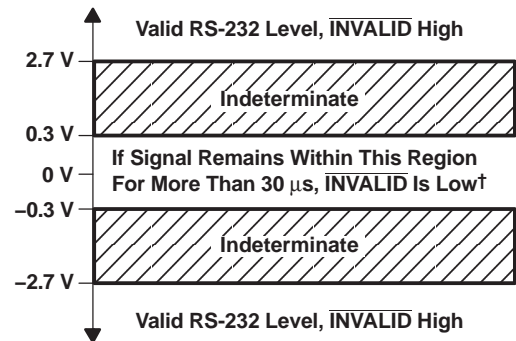 Valid RS-232 Level, INVALID High
2.7 V
Indeterminate
0.3 V
If Signal Remains Within This Region
0 V
For More Than 30 μs, INVALID Is Low†
–0.3 V
Indeterminate
–2.7 V
Valid RS-232 Level, INVALID High